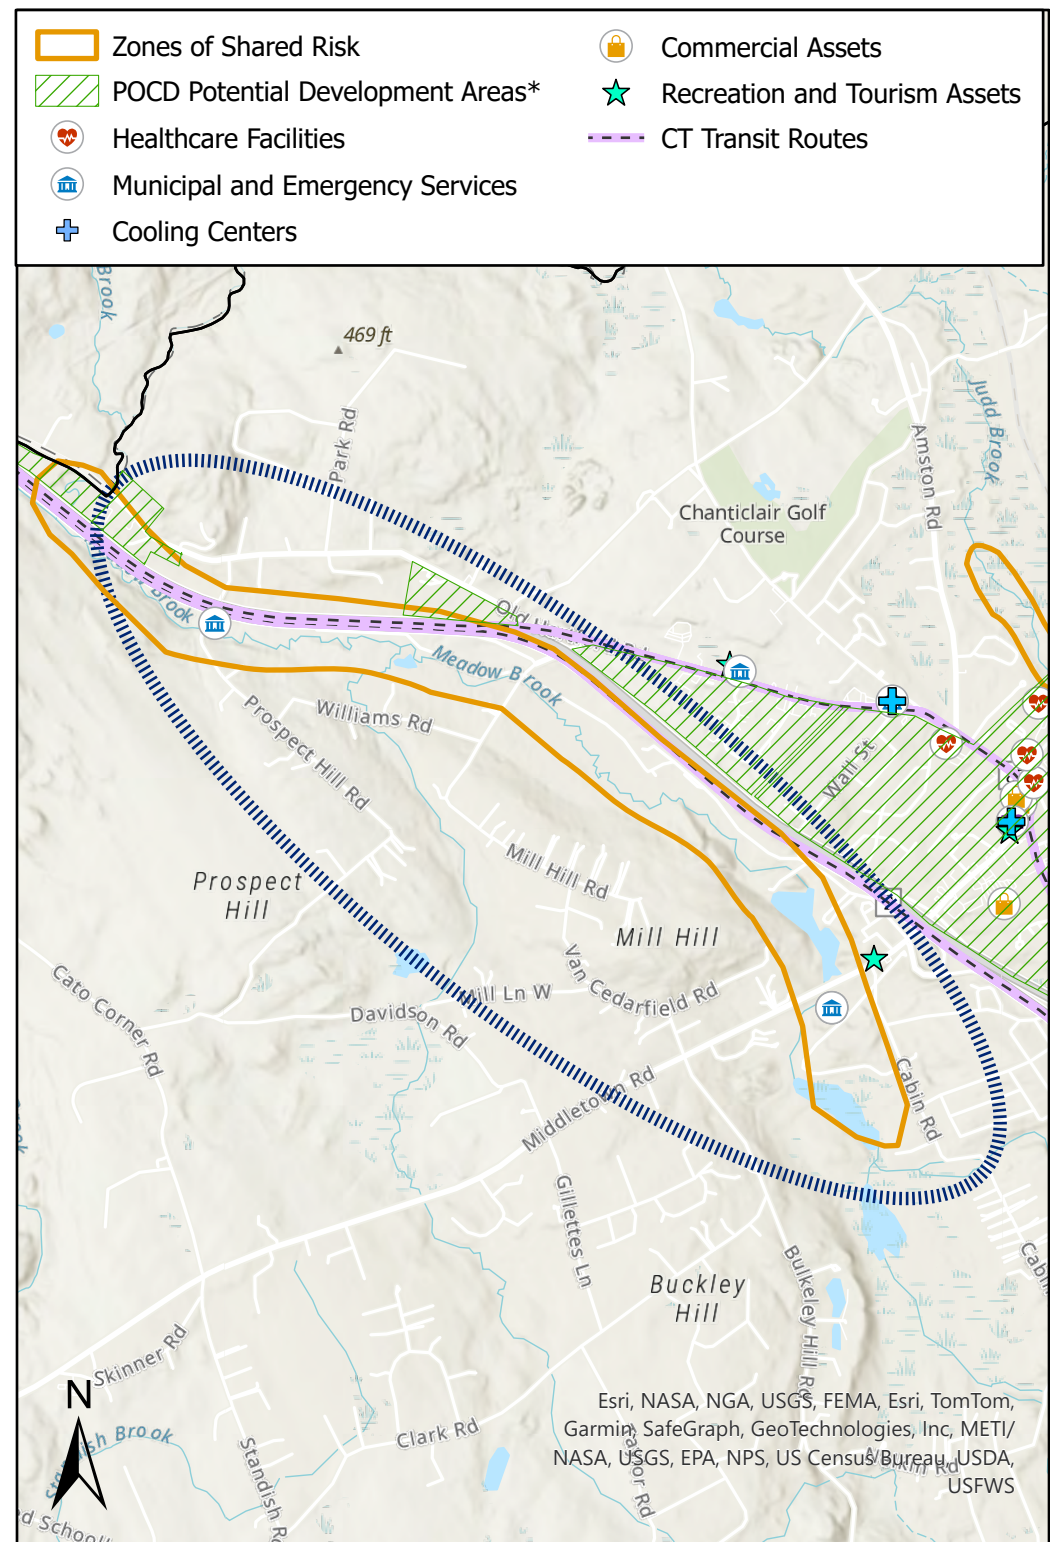 Zones of Shared Risk
POCD Potential Development Areas*
Healthcare Facilities
Municipal and Emergency Services
Cooling Centers
Commercial Assets
Recreation and Tourism Assets
CT Transit Routes
Brook
469 ft
Park Rd
Judd Brook
Amston Rd
Chanticlair Golf
Course
Brook
Old
Meadow Brook
Williams Rd
Prospect Hill Rd
Wall St
Mill Hill Rd
Prospect
Hill
Mill Hill
Van Cedarfield Rd
Cato Corner Rd
Mill Ln W
Davidson Rd
Middletown Rd
Cabin Rd
Gillettes Ln
Buckley
Hill
Bulkeley Hill Rd
Skinner Rd
N
Clark Rd
Standish Rd
Brook
Taylor Rd
Esri, NASA, NGA, USGS, FEMA, Esri, TomTom,
Garmin, SafeGraph, GeoTechnologies, Inc, METI/
NASA, USGS, EPA, NPS, US Census Bureau, USDA,
USFWS